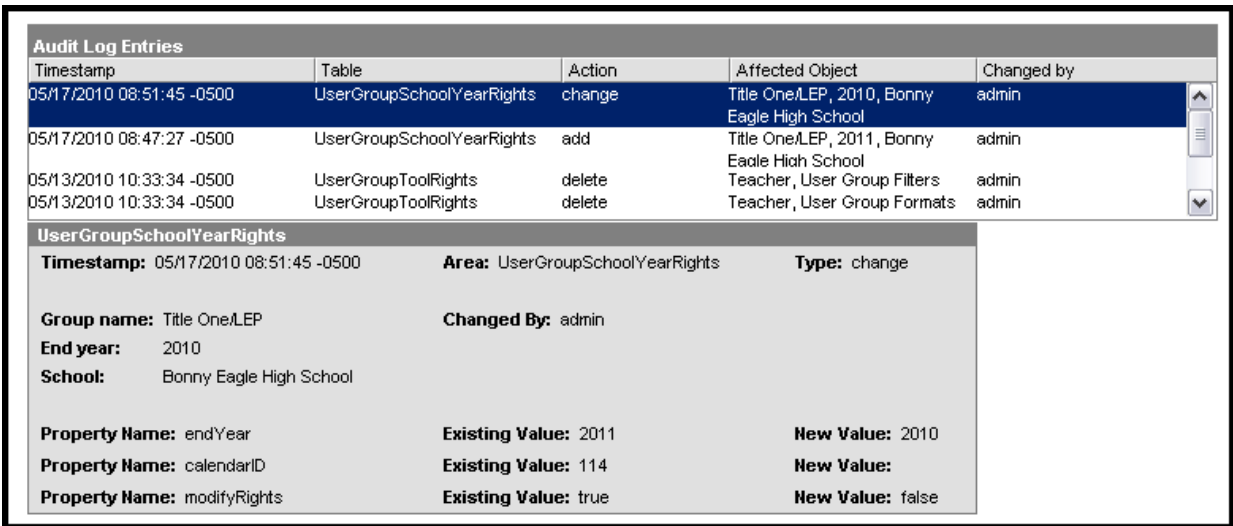 Audit Log Entries
Timestamp Table Action Affected Object Changed by
05/17/2010 08:51:45 -0500 UserGroupSchoolYearRights change Title One/LEP, 2010, Bonny admin
Eagle High School
05/17/2010 08:47:27 -0500 UserGroupSchoolYearRights add Title One/LEP, 2011, Bonny admin
Eagle High School
05/13/2010 10:33:34 -0500 UserGroupToolRights delete Teacher, User Group Filters admin
05/13/2010 10:33:34 -0500 UserGroupToolRights delete Teacher, User Group Formats admin
UserGroupSchoolYearRights
Timestamp: 05/17/2010 08:51:45 -0500 Area: UserGroupSchoolYearRights Type: change
Group name: Title One/LEP Changed By: admin
End year: 2010
School: Bonny Eagle High School
Property Name: endYear Existing Value: 2011 New Value: 2010
Property Name: calendarID Existing Value: 114 New Value:
Property Name: modifyRights Existing Value: true New Value: false